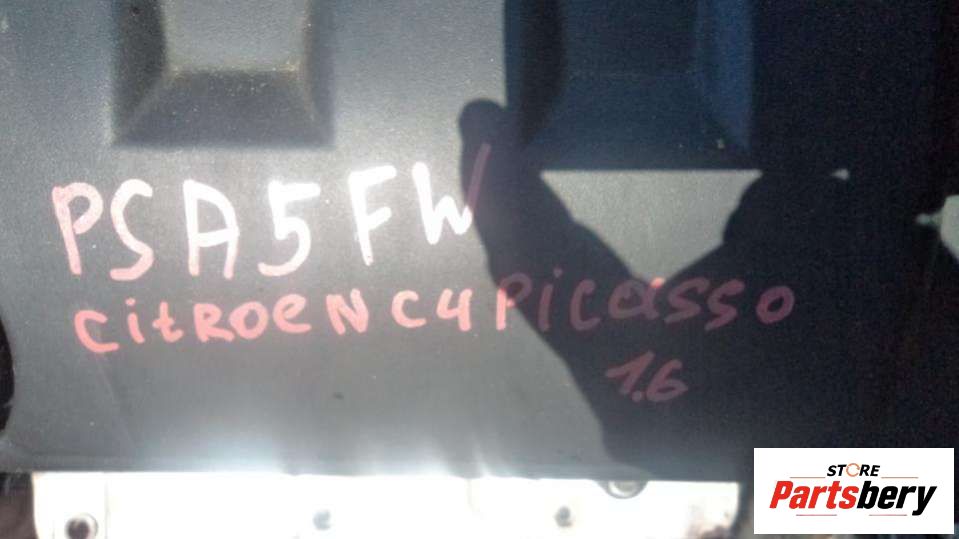 PSA5FW
CitROeN C4 PiCaSSO
1.6
STORE
Partsbery